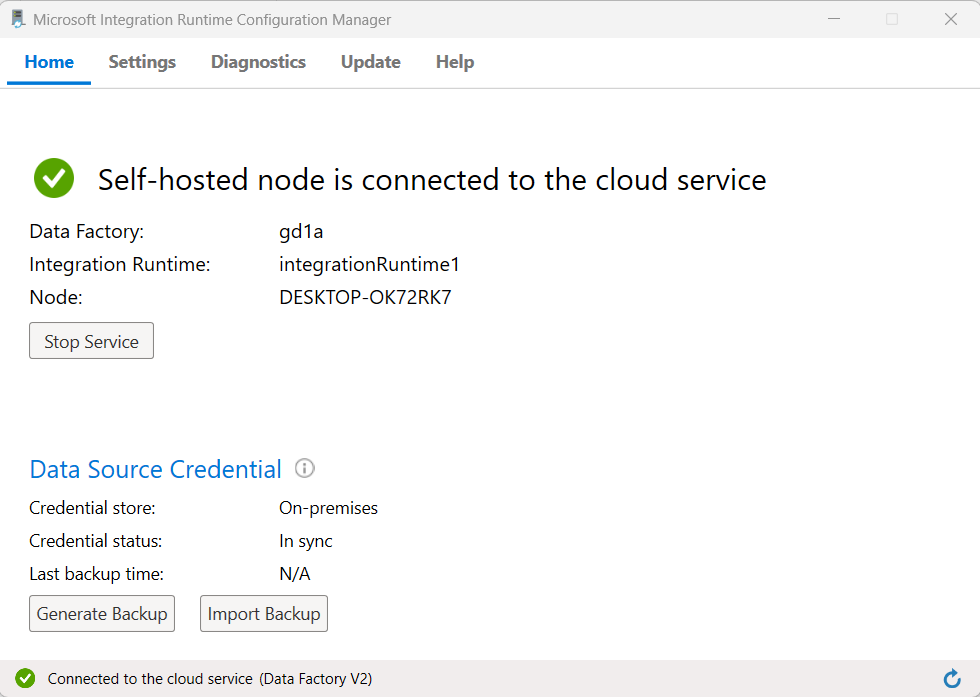 Microsoft Integration Runtime Configuration Manager
Home Settings Diagnostics Update Help
Self-hosted node is connected to the cloud service
Data Factory: gd1a
Integration Runtime: integrationRuntime1
Node: DESKTOP-OK72RK7
Stop Service
Data Source Credential
Credential store: On-premises
Credential status: In sync
Last backup time: N/A
Generate Backup Import Backup
Connected to the cloud service (Data Factory V2)